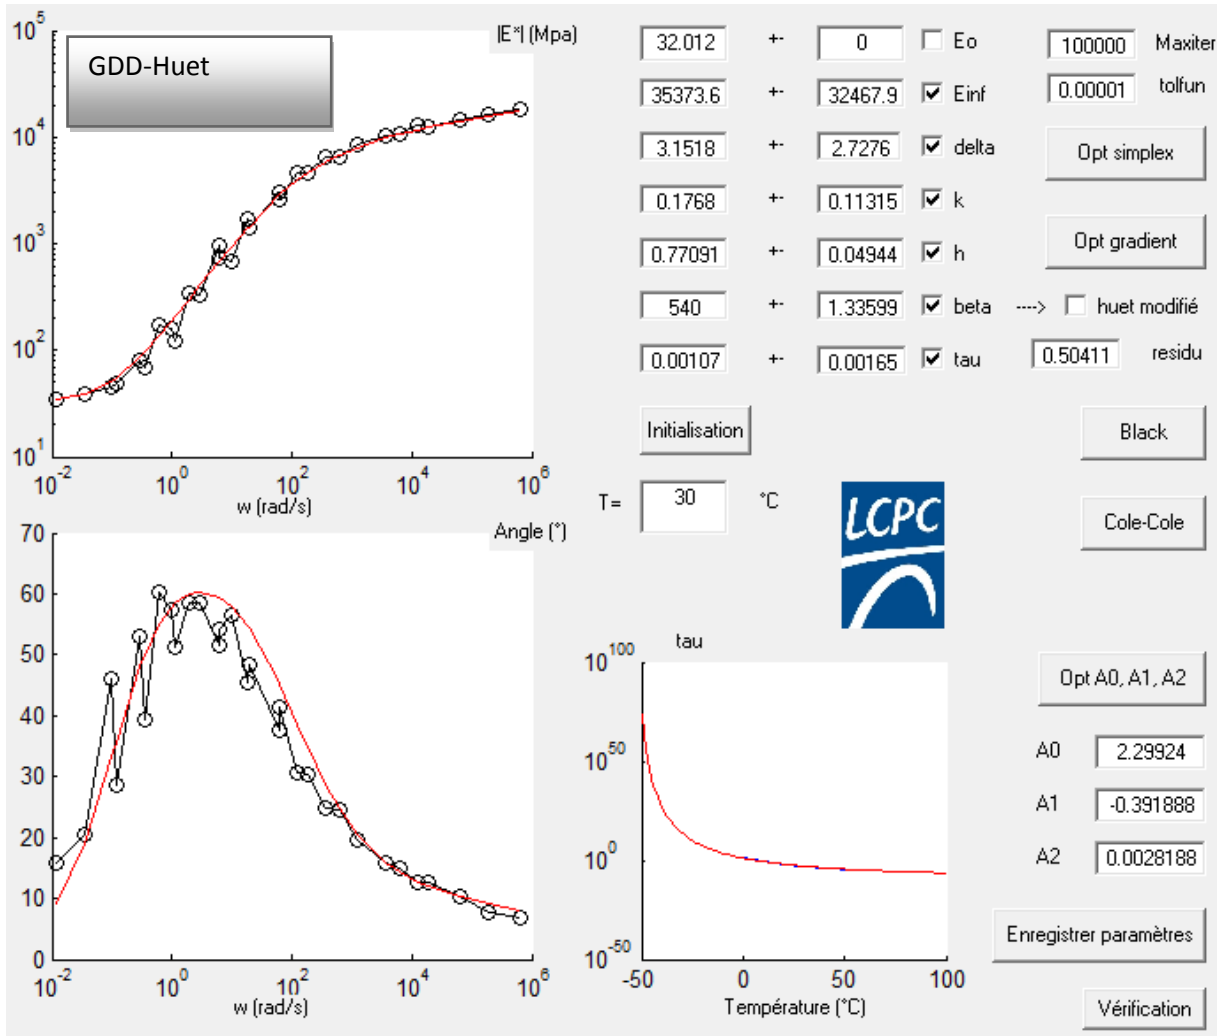 GDD-Huet
|E*| (Mpa)
10^5
10^4
10^3
10^2
10^1
10^-2 10^0 10^2 10^4 10^6
w (rad/s)
Angle (°)
70
60
50
40
30
20
10
0
10^-2 10^0 10^2 10^4 10^6
w (rad/s)
32.012 +- 0 Eo
35373.6 +- 32467.9 Einf
3.1518 +- 2.7276 delta
0.1768 +- 0.11315 k
0.77091 +- 0.04944 h
540 +- 1.33599 beta ----> huet modifié
0.00107 +- 0.00165 tau 0.50411 residu
100000 Maxiter
0.00001 tolfun
Opt simplex
Opt gradient
Initialisation
Black
T= 30 °C
LCPC
Cole-Cole
tau
10^100
10^50
10^0
10^-50
-50 0 50 100
Température (°C)
Opt A0, A1, A2
A0 2.29924
A1 -0.391888
A2 0.0028188
Enregistrer paramètres
Vérification